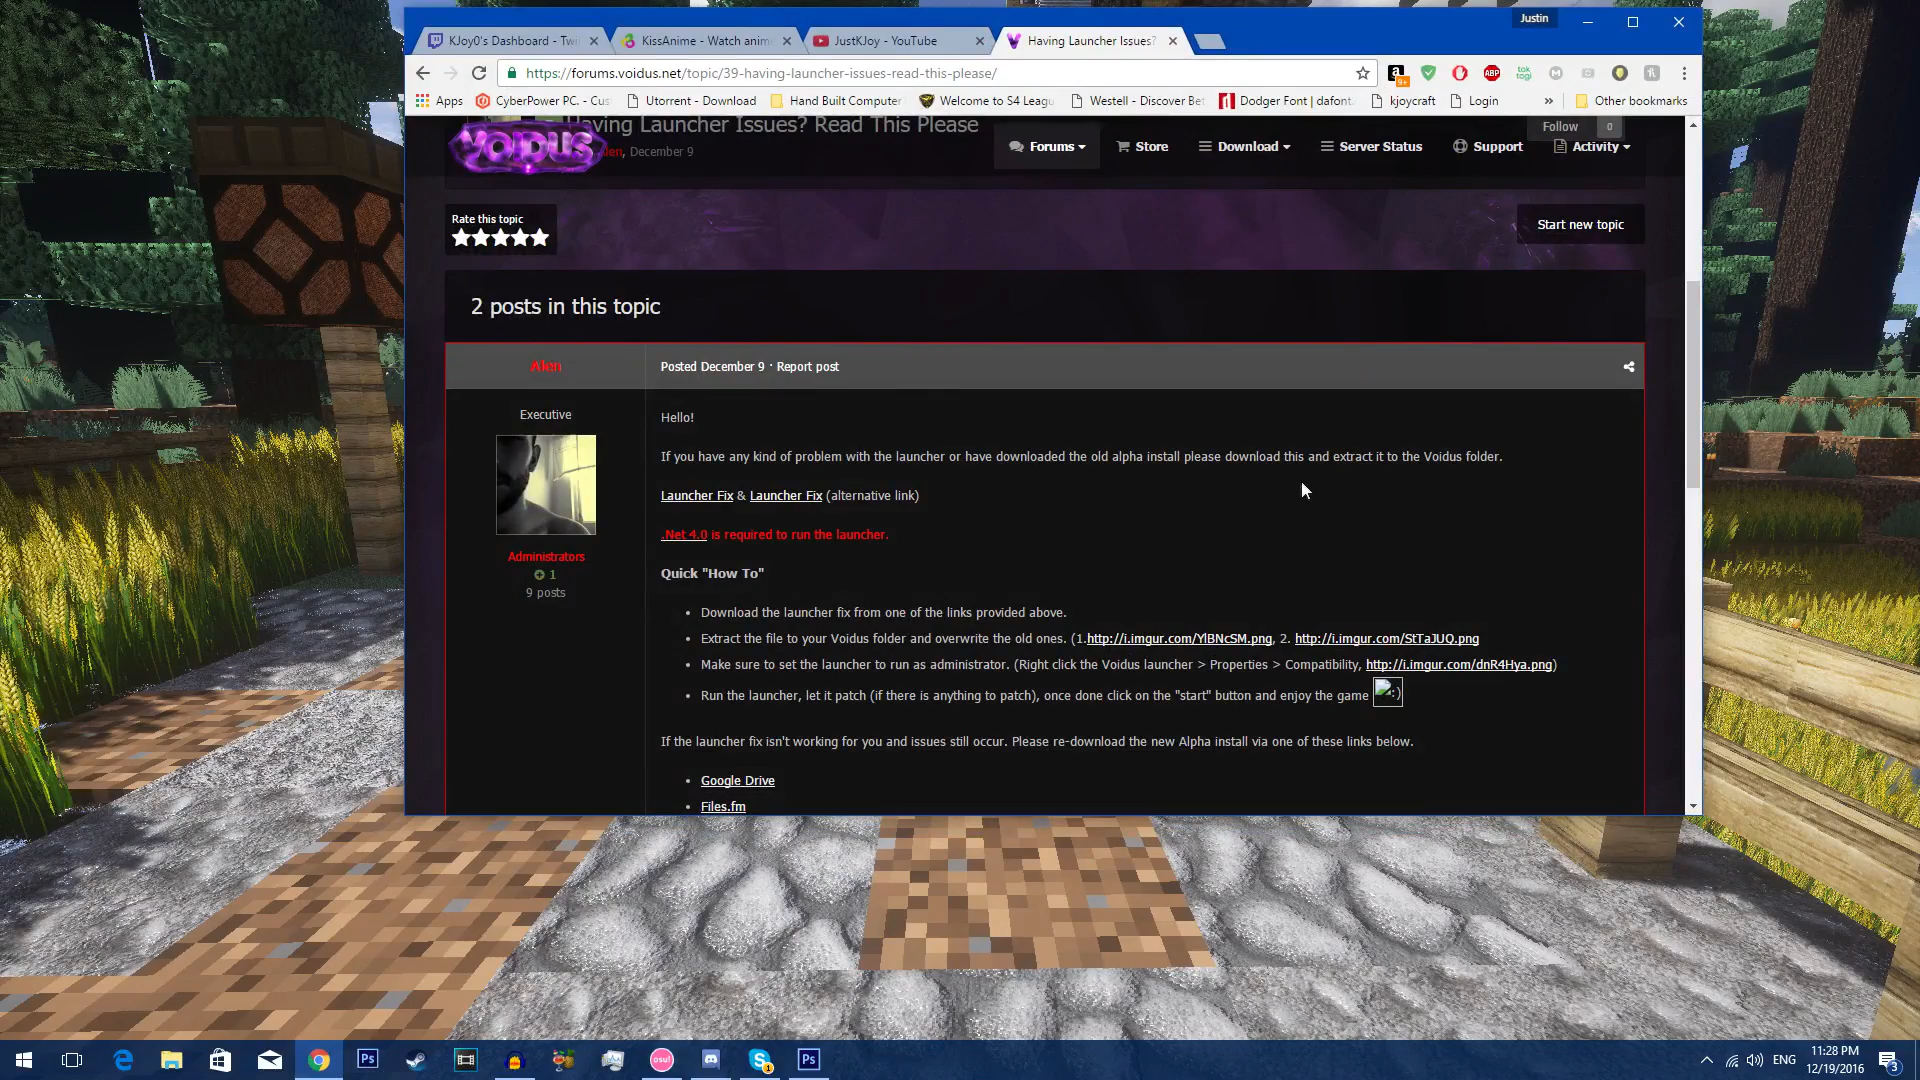 Justin
KJoy0's Dashboard - Twi
KissAnime - Watch anim
JustKJoy - YouTube
Having Launcher Issues?
https://forums.voidus.net/topic/39-having-launcher-issues-read-this-please/
9+
ABP
Apps
CyberPower PC. - Cus
Utorrent - Download
Hand Built Computer
Welcome to S4 Leagu
Westell - Discover Be
Dodger Font | dafont.
kjoycraft
Login
Other bookmarks
Having Launcher Issues? Read This Please
Follow 0
VOIDUS
December 9
Forums
Store
Download
Server Status
Support
Activity
Rate this topic
Start new topic
2 posts in this topic
Alen
Posted December 9 · Report post
Executive
Administrators
1
9 posts
Hello!
If you have any kind of problem with the launcher or have downloaded the old alpha install please download this and extract it to the Voidus folder.
Launcher Fix & Launcher Fix (alternative link)
.Net 4.0 is required to run the launcher.
Quick "How To"
• Download the launcher fix from one of the links provided above.
• Extract the file to your Voidus folder and overwrite the old ones. (1.http://i.imgur.com/YlBNcSM.png, 2. http://i.imgur.com/StTaJUQ.png
• Make sure to set the launcher to run as administrator. (Right click the Voidus launcher > Properties > Compatibility, http://i.imgur.com/dnR4Hya.png)
• Run the launcher, let it patch (if there is anything to patch), once done click on the "start" button and enjoy the game :)
If the launcher fix isn't working for you and issues still occur. Please re-download the new Alpha install via one of these links below.
• Google Drive
• Files.fm
Ps
osu!
1
Ps
ENG
11:28 PM
12/19/2016
3